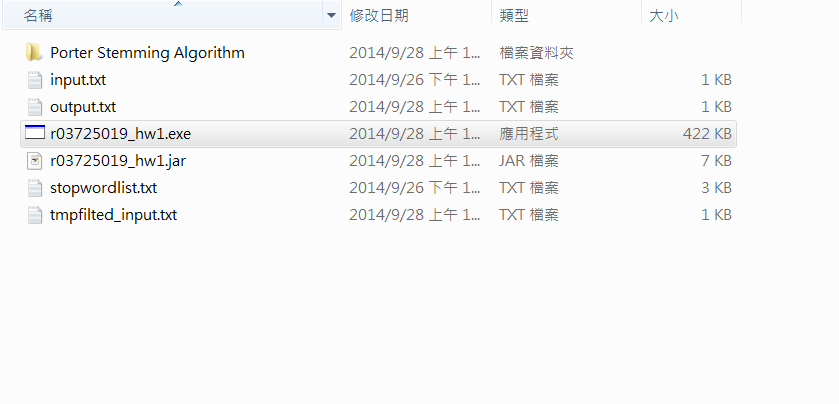 名稱 修改日期 類型 大小
Porter Stemming Algorithm 2014/9/28 上午 1... 檔案資料夾
input.txt 2014/9/26 下午 1... TXT 檔案 1 KB
output.txt 2014/9/28 上午 1... TXT 檔案 1 KB
r03725019_hw1.exe 2014/9/28 上午 1... 應用程式 422 KB
r03725019_hw1.jar 2014/9/28 上午 1... JAR 檔案 7 KB
stopwordlist.txt 2014/9/26 下午 1... TXT 檔案 3 KB
tmpfilted_input.txt 2014/9/28 上午 1... TXT 檔案 1 KB